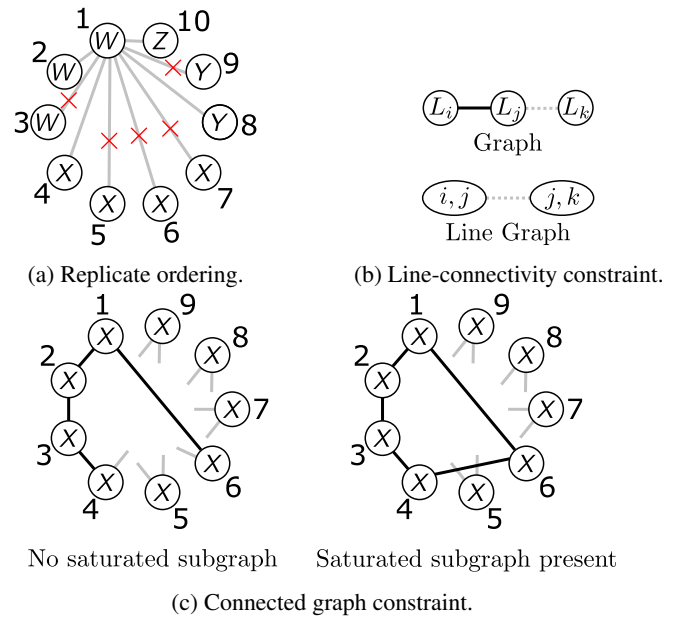 1 W Z 10
2 W Y 9
3 W Y 8
4 X X 7
5 X X 6
L_i L_j L_k
Graph
i, j j, k
Line Graph
(a) Replicate ordering.
(b) Line-connectivity constraint.
1 X X 9
2 X X 8
3 X X 7
4 X X 6
X 5
No saturated subgraph
1 X X 9
2 X X 8
3 X X 7
4 X X 6
X 5
Saturated subgraph present
(c) Connected graph constraint.